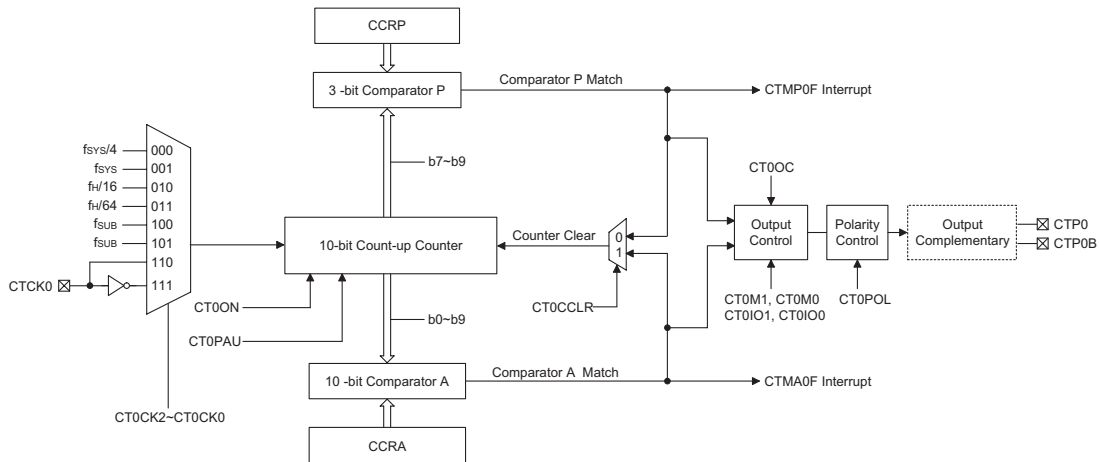 CCRP
3 -bit Comparator P
Comparator P Match
CTMP0F Interrupt
b7~b9
fSYS/4
000
fSYS
001
fH/16
010
fH/64
011
fSUB
100
fSUB
101
110
111
CTCK0
10-bit Count-up Counter
Counter Clear
0
1
CT0OC
Output
Control
Polarity
Control
Output
Complementary
CTP0
CTP0B
CT0ON
CT0PAU
b0~b9
CT0CCLR
CT0M1, CT0M0
CT0IO1, CT0IO0
CT0POL
10 -bit Comparator A
Comparator A Match
CTMA0F Interrupt
CT0CK2~CT0CK0
CCRA